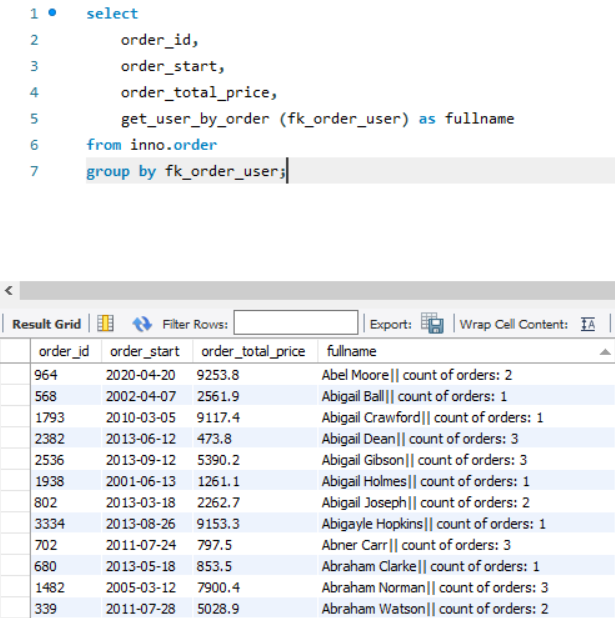 1 select
2 order_id,
3 order_start,
4 order_total_price,
5 get_user_by_order (fk_order_user) as fullname
6 from inno.order
7 group by fk_order_user;
Result Grid Filter Rows: Export: Wrap Cell Content:
order_id order_start order_total_price fullname
964 2020-04-20 9253.8 Abel Moore|| count of orders: 2
568 2002-04-07 2561.9 Abigail Ball|| count of orders: 1
1793 2010-03-05 9117.4 Abigail Crawford|| count of orders: 1
2382 2013-06-12 473.8 Abigail Dean|| count of orders: 3
2536 2013-09-12 5390.2 Abigail Gibson|| count of orders: 3
1938 2001-06-13 1261.1 Abigail Holmes|| count of orders: 1
802 2013-03-18 2262.7 Abigail Joseph|| count of orders: 2
3334 2013-08-26 9153.3 Abigayle Hopkins|| count of orders: 1
702 2011-07-24 797.5 Abner Carr|| count of orders: 3
680 2013-05-18 853.5 Abraham Clarke|| count of orders: 1
1482 2005-03-12 7900.4 Abraham Norman|| count of orders: 3
339 2011-07-28 5028.9 Abraham Watson|| count of orders: 2